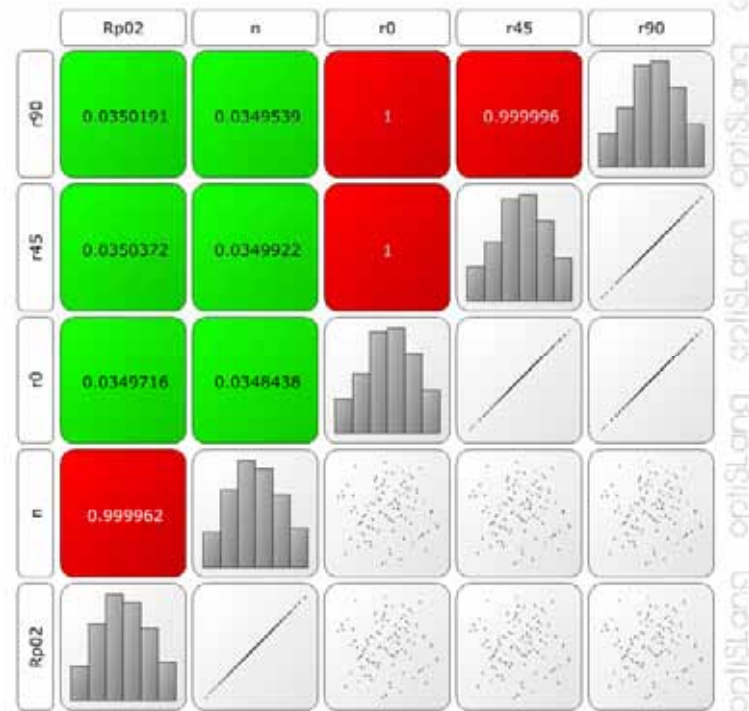 Rp02 n r0 r45 r90
r90 0.0350191 0.0349539 1 0.999996
r45 0.0350372 0.0349922 1
r0 0.0349716 0.0348438
n 0.999962
Rp02
optiSLang
optiSLang
optiSLang
optiSLang